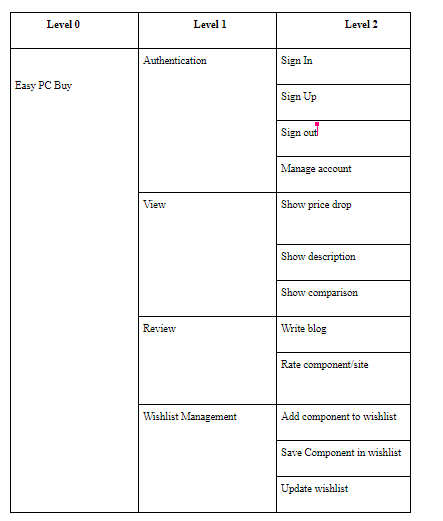 Level 0 Level 1 Level 2
Easy PC Buy
Authentication
Sign In
Sign Up
Sign out
Manage account
View
Show price drop
Show description
Show comparison
Review
Write blog
Rate component/site
Wishlist Management
Add component to wishlist
Save Component in wishlist
Update wishlist